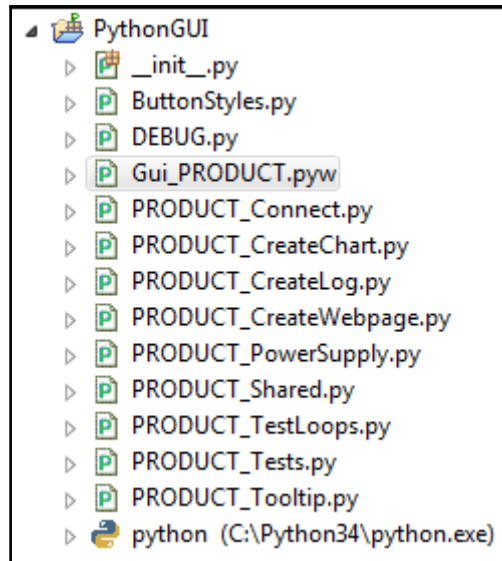 PythonGUI
__init__.py
ButtonStyles.py
DEBUG.py
Gui_PRODUCT.pyw
PRODUCT_Connect.py
PRODUCT_CreateChart.py
PRODUCT_CreateLog.py
PRODUCT_CreateWebpage.py
PRODUCT_PowerSupply.py
PRODUCT_Shared.py
PRODUCT_TestLoops.py
PRODUCT_Tests.py
PRODUCT_Tooltip.py
python (C:\Python34\python.exe)